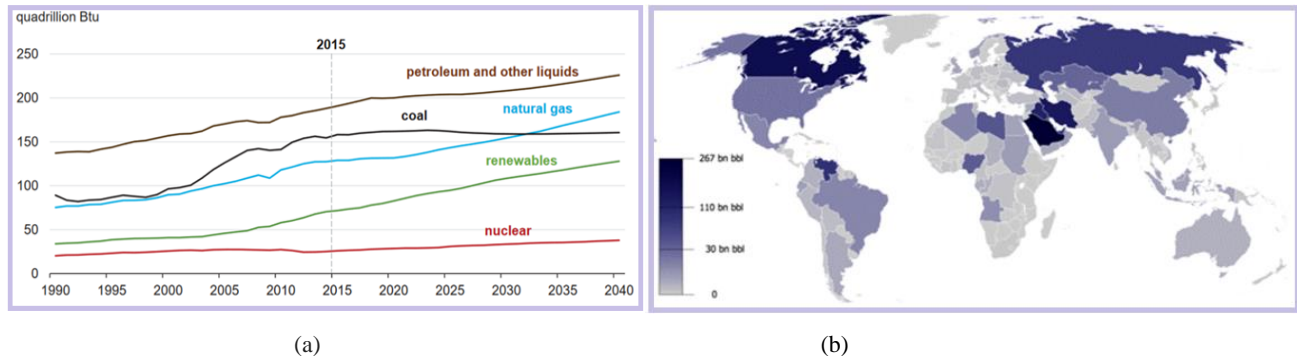 quadrillion Btu
2015
250
petroleum and other liquids
200
natural gas
coal
150
renewables
100
50
nuclear
0
1990 1995 2000 2005 2010 2015 2020 2025 2030 2035 2040
267 bn bbl
110 bn bbl
30 bn bbl
0
(a)
(b)